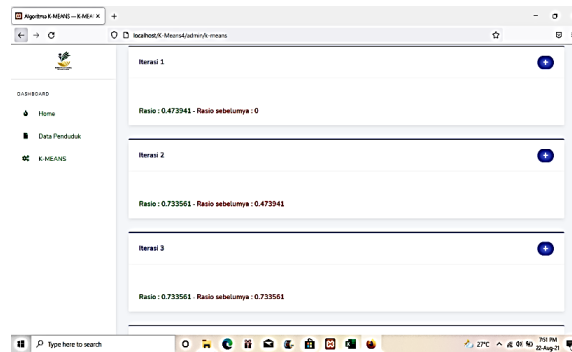 Algoritma K-MEANS — K-MEA
localhost/K-Means4/admin/k-means
DASHBOARD
Home
Data Penduduk
K-MEANS
Iterasi 1
Rasio : 0.473941 - Rasio sebelumya : 0
Iterasi 2
Rasio : 0.733561 - Rasio sebelumya : 0.473941
Iterasi 3
Rasio : 0.733561 - Rasio sebelumya : 0.733561
Type here to search
27°C
7:51 PM
22-Aug-21